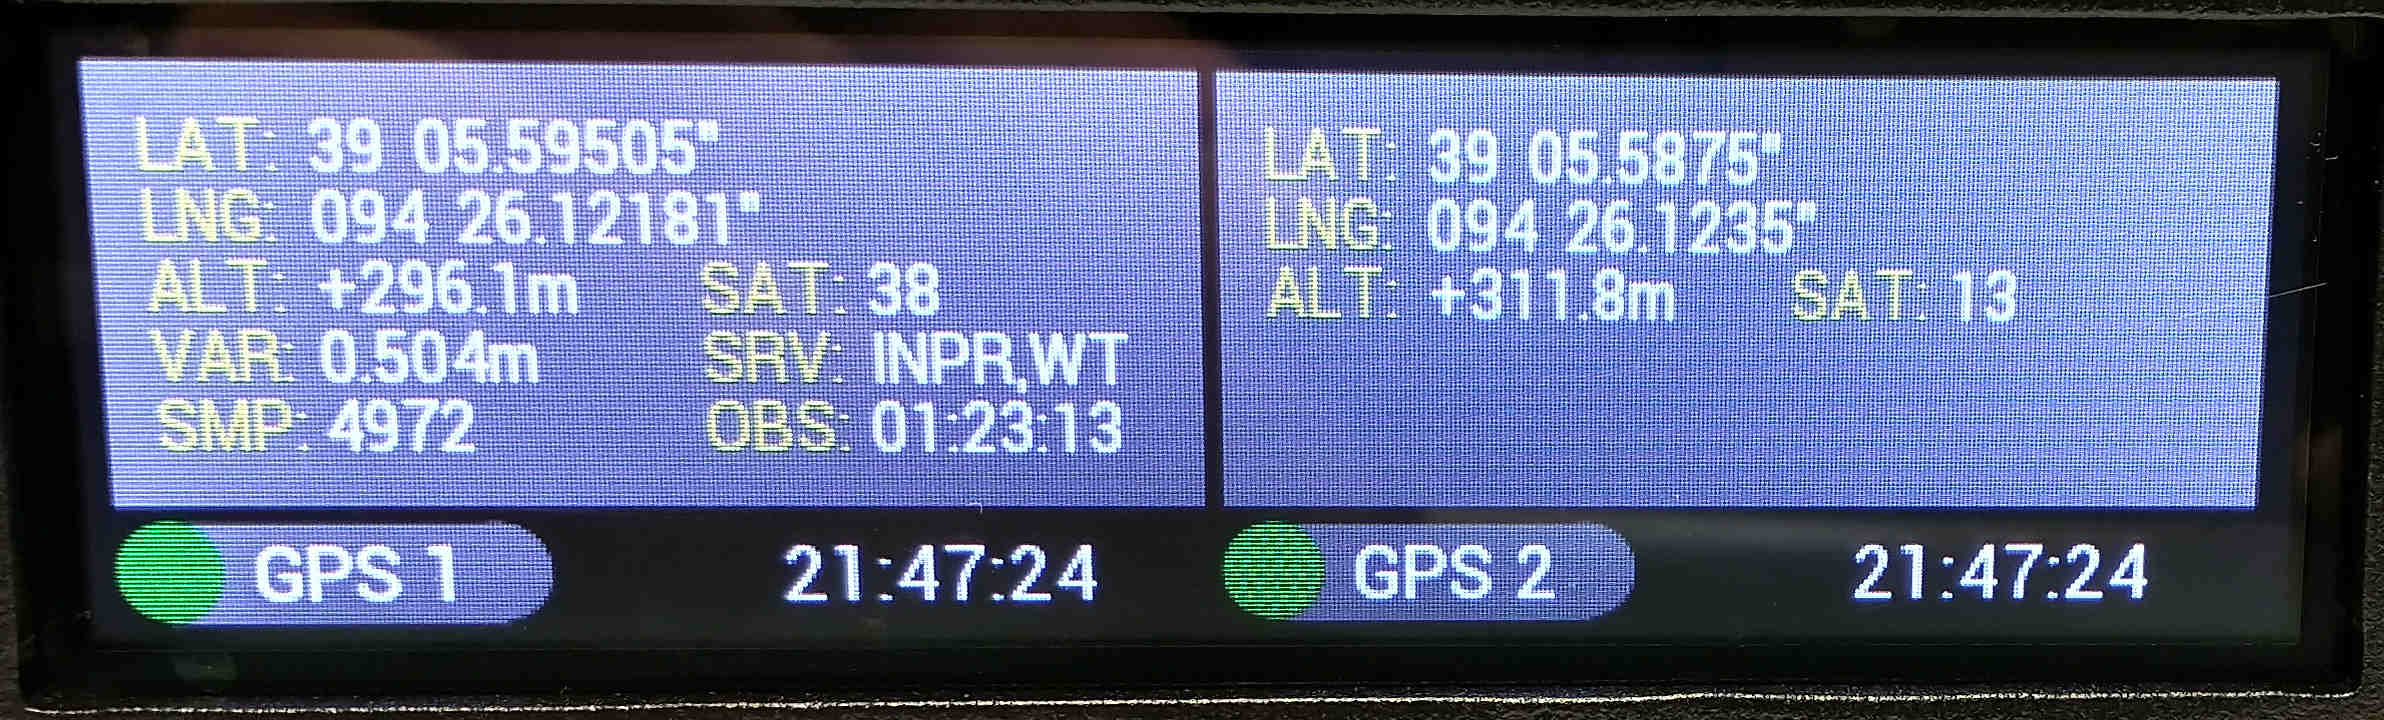 LAT: 39 05.59505"
LNG: 094 26.12181"
ALT: +296.1m SAT: 38
VAR: 0.504m SRV: INPR,WT
SMP: 4972 OBS: 01:23:13
GPS 1 21:47:24
LAT: 39 05.5875"
LNG: 094 26.1235"
ALT: +311.8m SAT: 13
GPS 2 21:47:24